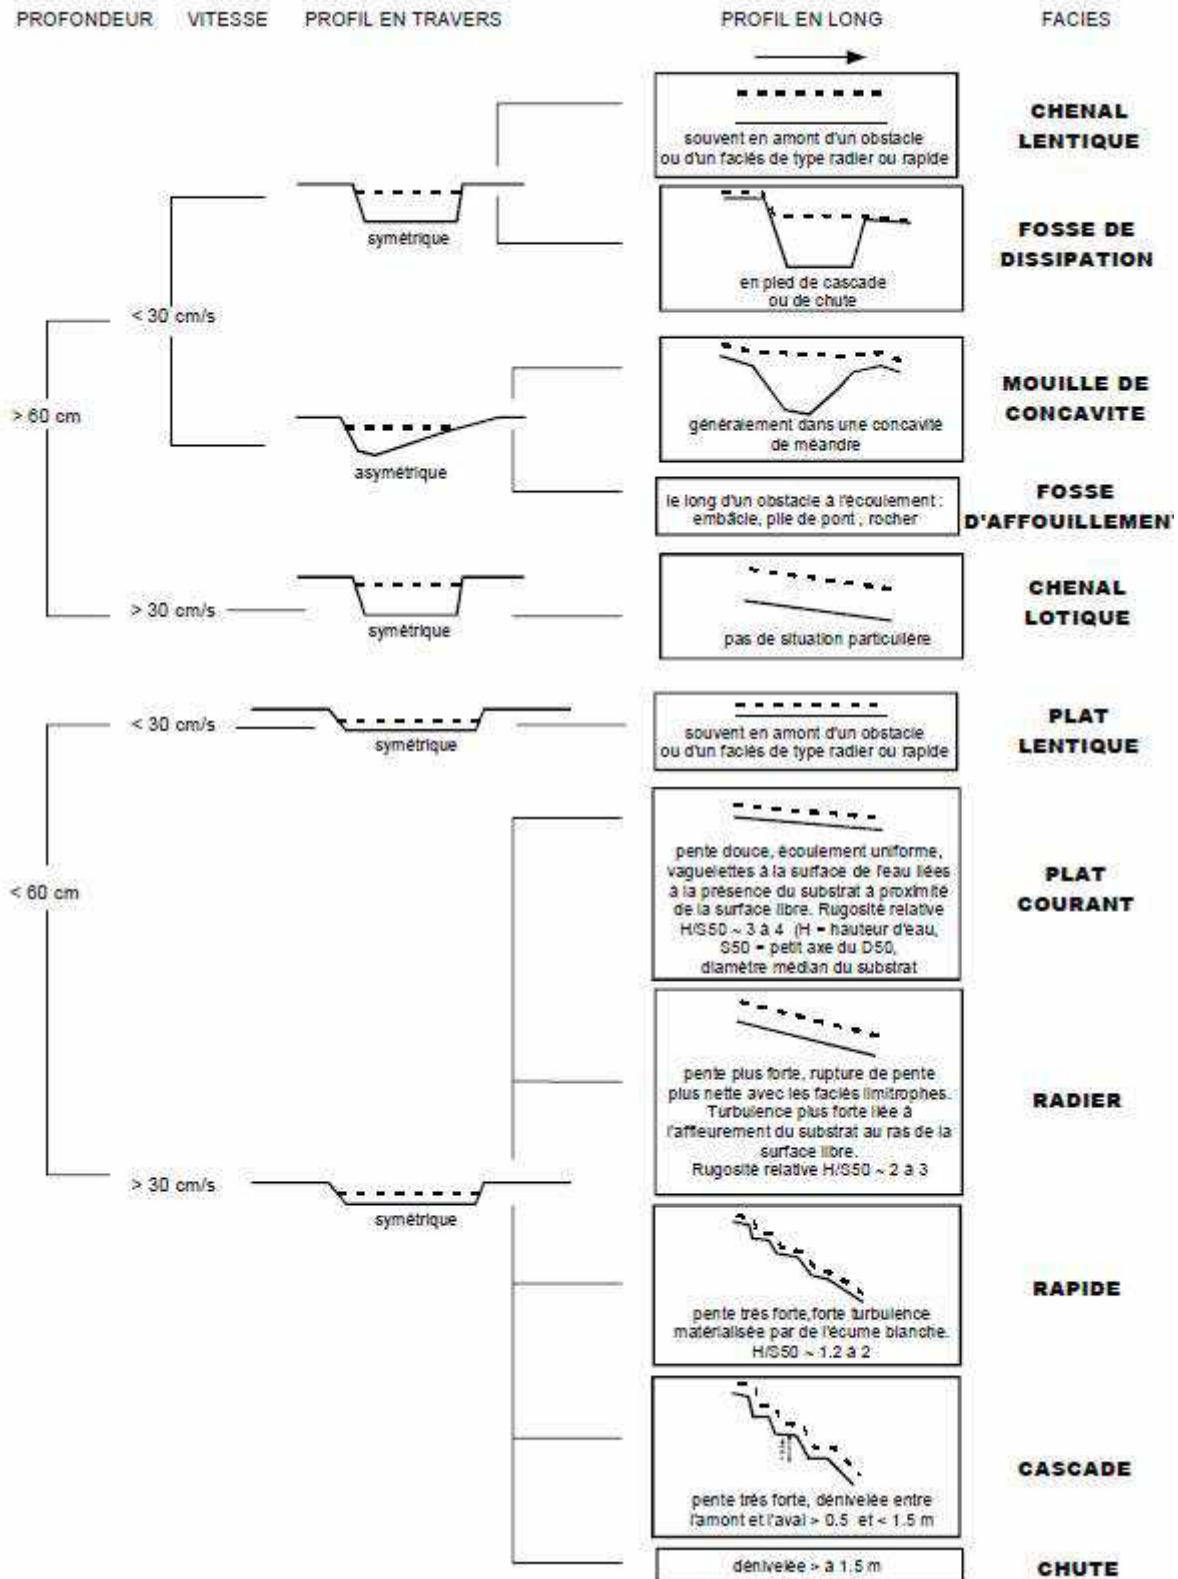 PROFONDEUR VITESSE PROFIL EN TRAVERS PROFIL EN LONG FACIES
souvent en amont d'un obstacle
ou d'un faciès de type radier ou rapide
CHENAL
LENTIQUE
symétrique
en pied de cascade
ou de chute
FOSSE DE
DISSIPATION
< 30 cm/s
> 60 cm
asymétrique
généralement dans une concavité
de méandre
MOUILLE DE
CONCAVITE
le long d'un obstacle à l'écoulement :
embâcle, pile de pont , rocher
FOSSE
D'AFFOUILLEMENT
> 30 cm/s
symétrique
pas de situation particulière
CHENAL
LOTIQUE
< 30 cm/s
symétrique
souvent en amont d'un obstacle
ou d'un faciès de type radier ou rapide
PLAT
LENTIQUE
< 60 cm
pente douce, écoulement uniforme,
vaguelettes à la surface de l'eau liées
à la présence du substrat à proximité
de la surface libre. Rugosité relative
H/S50 ~ 3 à 4 (H = hauteur d'eau,
S50 = petit axe du D50,
diamètre médian du substrat
PLAT
COURANT
pente plus forte, rupture de pente
plus nette avec les faciès limitrophes.
Turbulence plus forte liée à
l'affleurement du substrat au ras de la
surface libre.
Rugosité relative H/S50 ~ 2 à 3
RADIER
> 30 cm/s
symétrique
pente très forte,forte turbulence
matérialisée par de l'écume blanche.
H/S50 ~ 1.2 à 2
RAPIDE
pente très forte, dénivelée entre
l'amont et l'aval > 0.5 et < 1.5 m
CASCADE
dénivelée > à 1.5 m
CHUTE